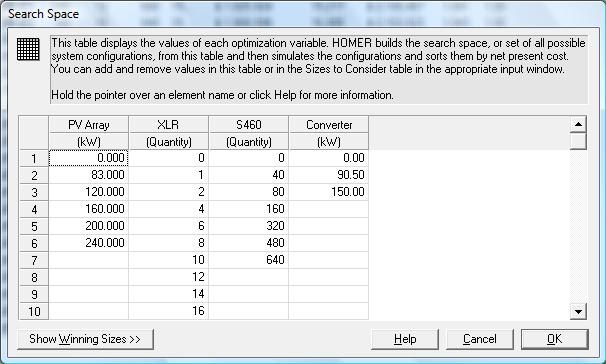 Search Space
This table displays the values of each optimization variable. HOMER builds the search space, or set of all possible
system configurations, from this table and then simulates the configurations and sorts them by net present cost.
You can add and remove values in this table or in the Sizes to Consider table in the appropriate input window.
Hold the pointer over an element name or click Help for more information.
PV Array XLR S460 Converter
(kW) (Quantity) (Quantity) (kW)
1 0.000 0 0 0.00
2 83.000 1 40 90.50
3 120.000 2 80 150.00
4 160.000 4 160
5 200.000 6 320
6 240.000 8 480
7 10 640
8 12
9 14
10 16
Show Winning Sizes >> Help Cancel OK